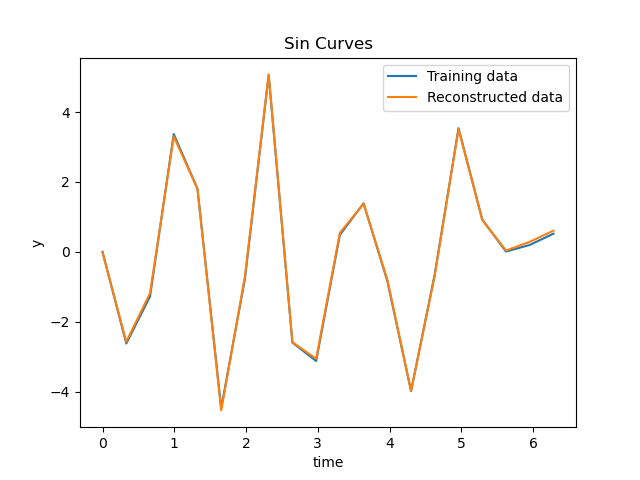 Sin Curves
Training data
Reconstructed data
4
2
0
−2
−4
y
0 1 2 3 4 5 6
time